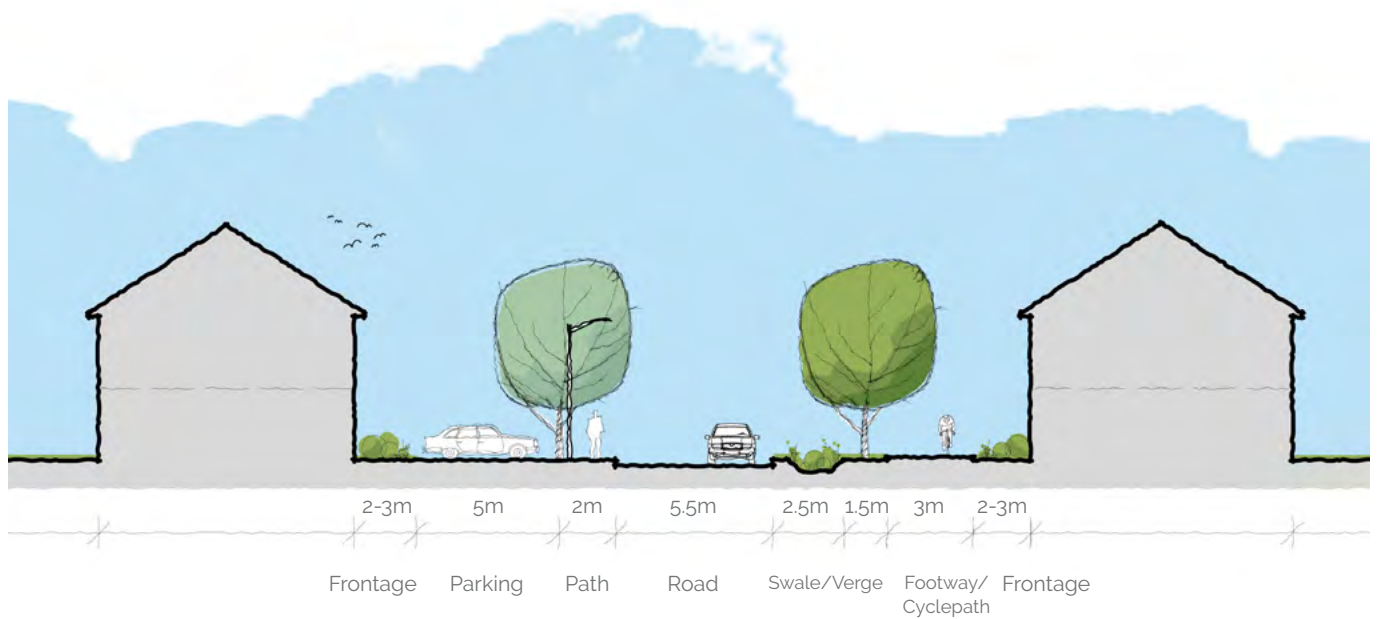 2-3m 5m 2m 5.5m 2.5m 1.5m 3m 2-3m
Frontage Parking Path Road Swale/Verge Footway/ Frontage
Cyclepath